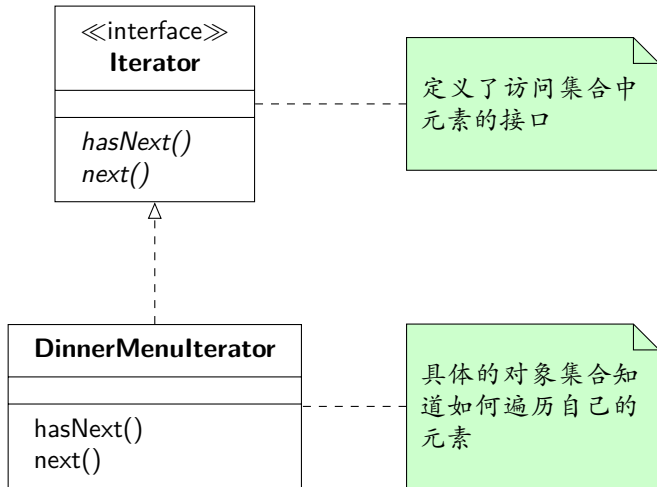 ≪interface≫
Iterator
hasNext()
next()
定义了访问集合中
元素的接口
DinnerMenuIterator
hasNext()
next()
具体的对象集合知
道如何遍历自己的
元素